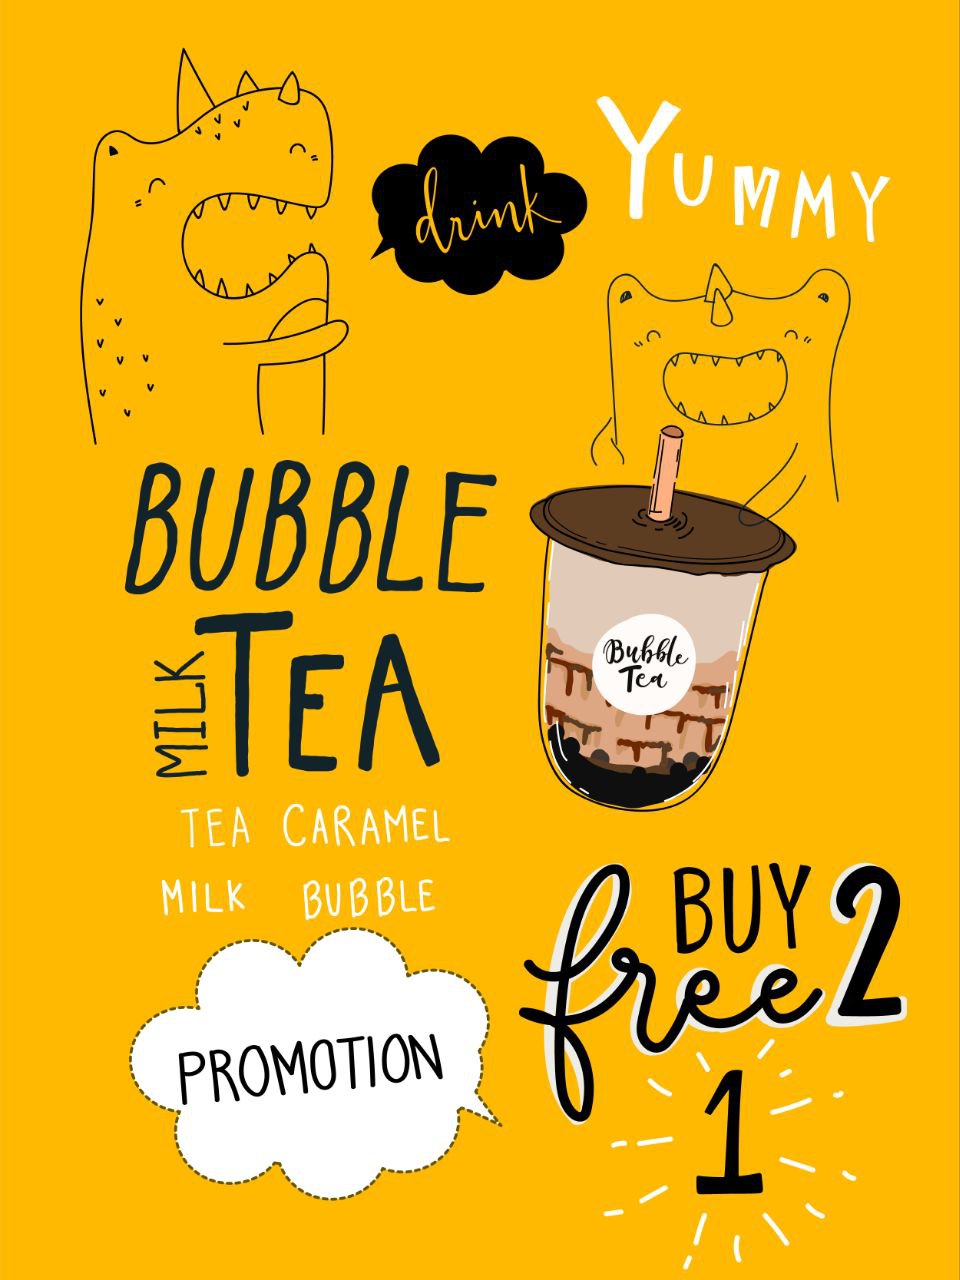 drink
YUMMY
BUBBLE
MILK
TEA
Bubble
Tea
TEA CARAMEL
MILK BUBBLE
BUY 2
free
1
PROMOTION